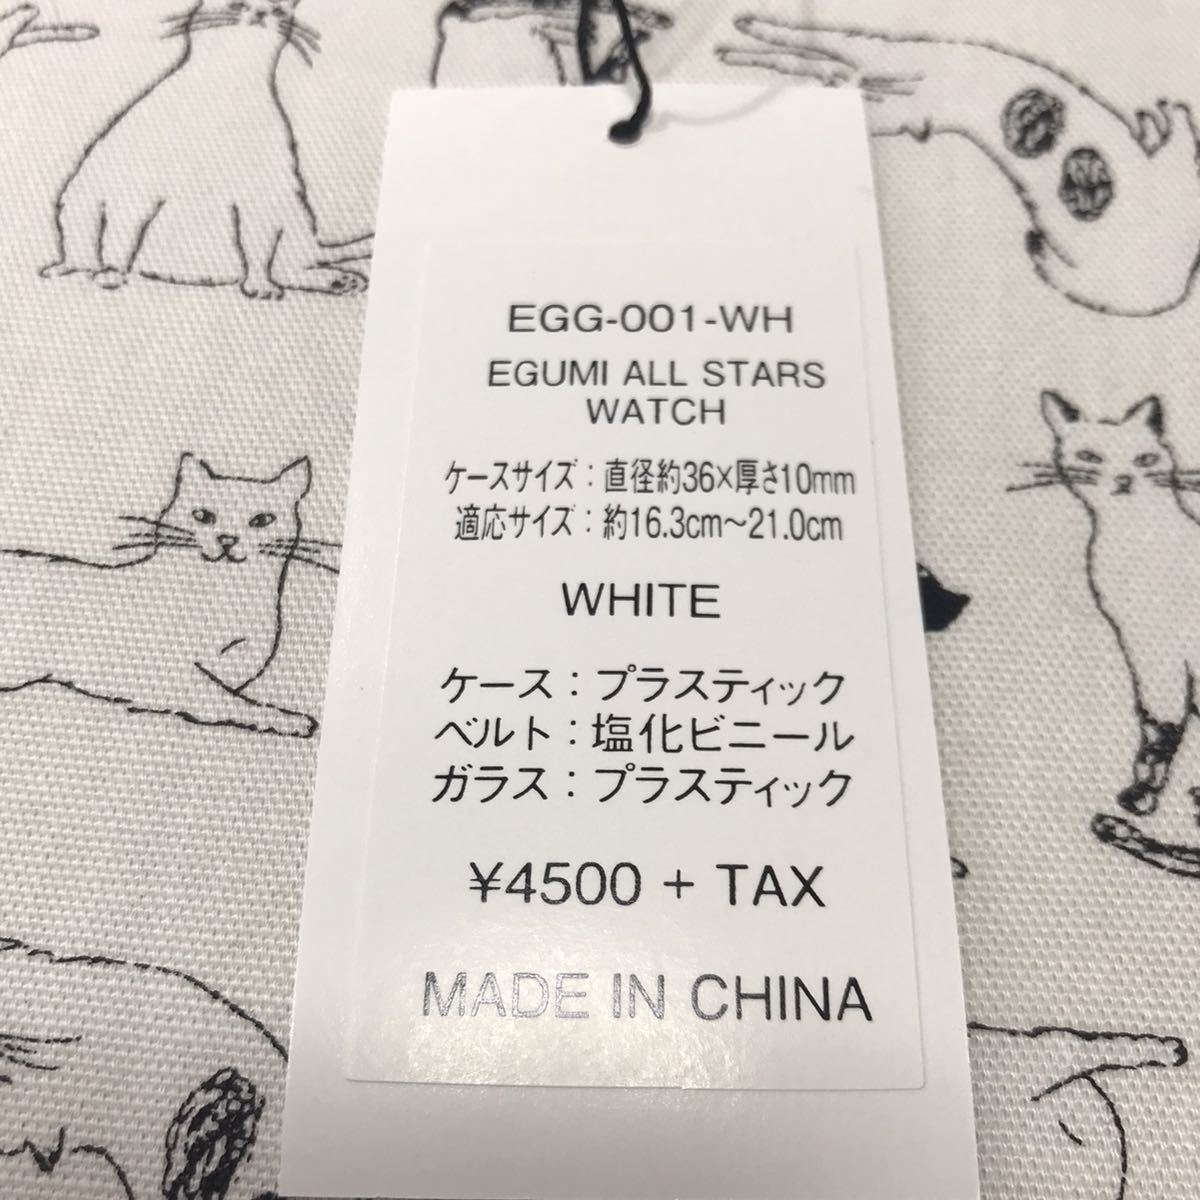 EGG-001-WH
EGUMI ALL STARS
WATCH
ケースサイズ：直径約36×厚さ10mm
適応サイズ：約16.3cm〜21.0cm
WHITE
ケース：プラスティック
ベルト：塩化ビニール
ガラス：プラスティック
¥4500 + TAX
MADE IN CHINA